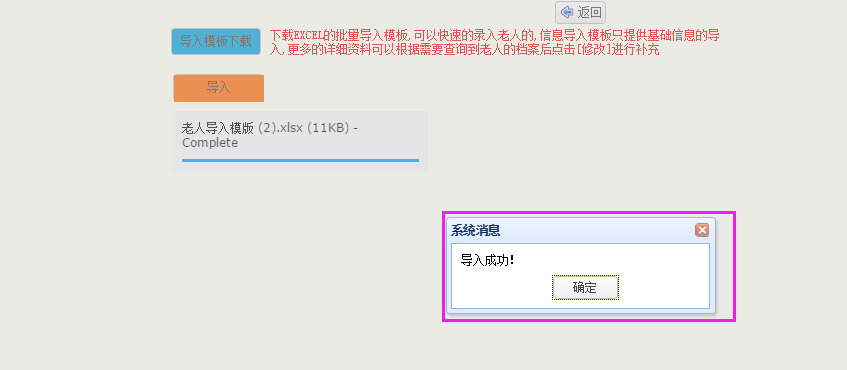 返回
导入模板下载
下载EXCEL的批量导入模板,可以快速的录入老人的,信息导入模板只提供基础信息的导
入,更多的详细资料可以根据需要查询到老人的档案后点击[修改]进行补充
导入
老人导入模版 (2).xlsx (11KB) -
Complete
系统消息
导入成功!
确定